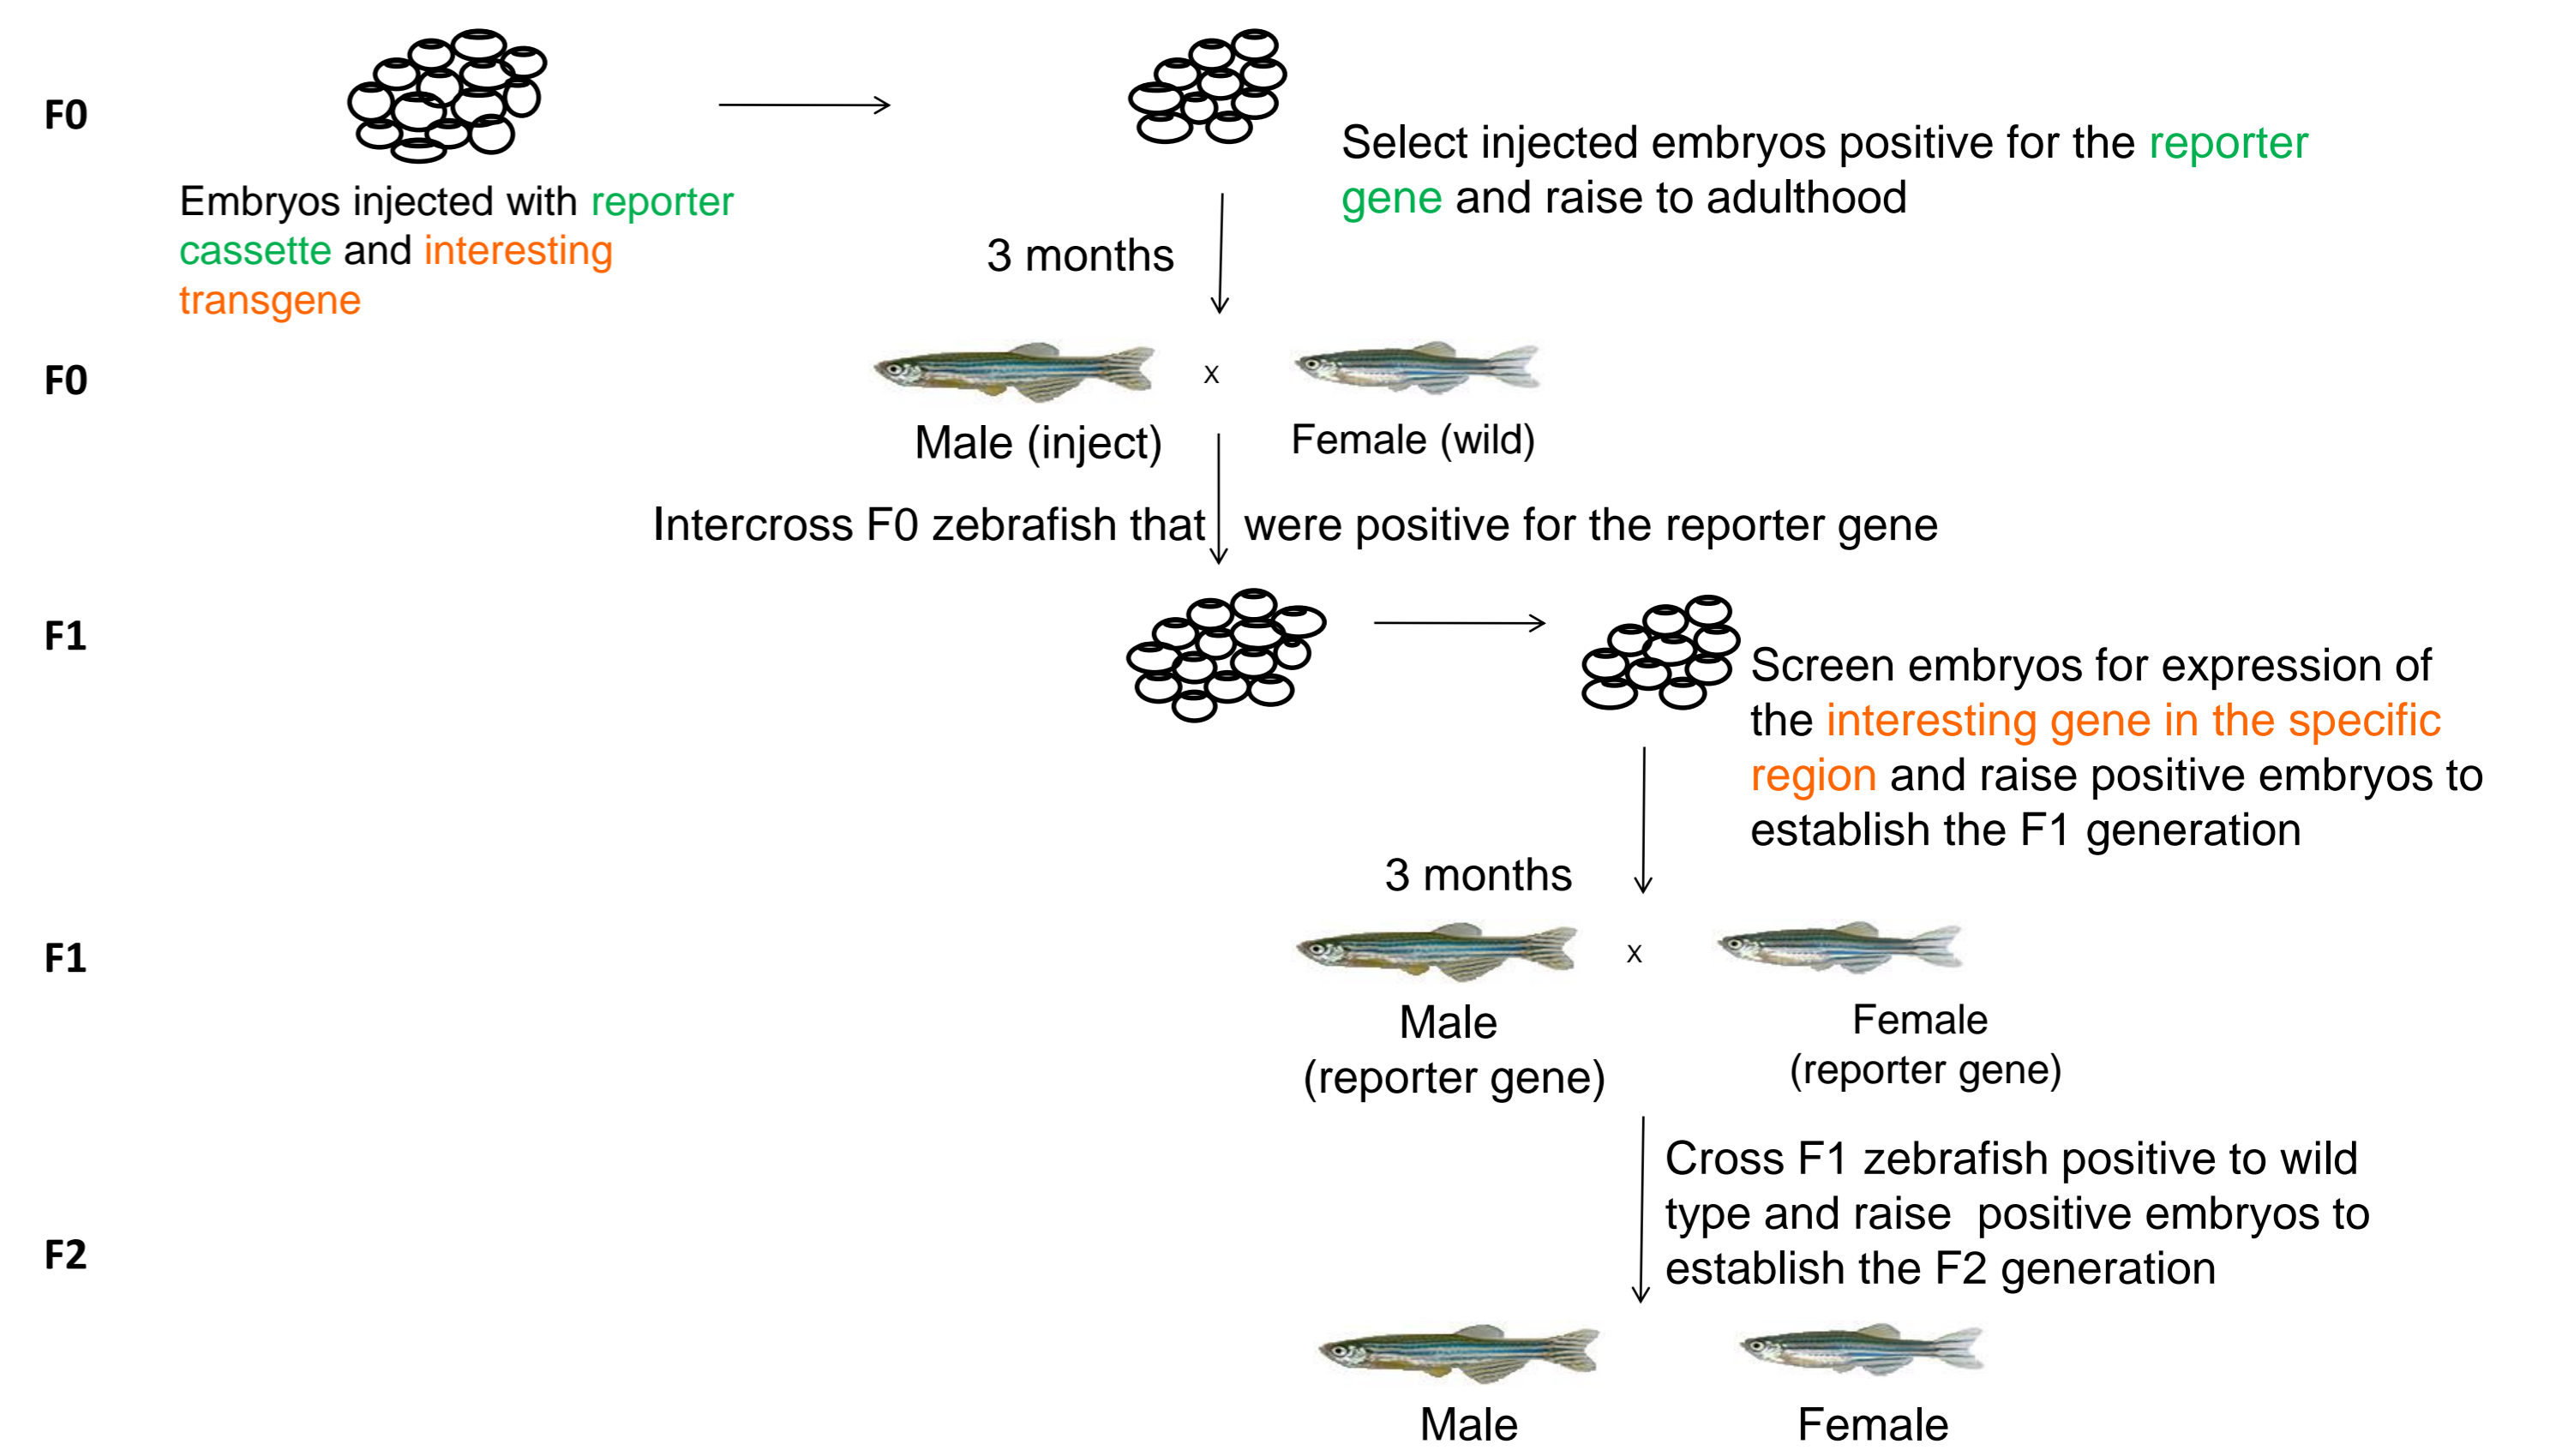 F0
Embryos injected with reporter
cassette and interesting
transgene
Select injected embryos positive for the reporter
gene and raise to adulthood
3 months
F0
x
Male (inject)
Female (wild)
Intercross F0 zebrafish that were positive for the reporter gene
F1
Screen embryos for expression of
the interesting gene in the specific
region and raise positive embryos to
establish the F1 generation
3 months
F1
x
Male
(reporter gene)
Female
(reporter gene)
Cross F1 zebrafish positive to wild
type and raise  positive embryos to
establish the F2 generation
F2
Male
Female